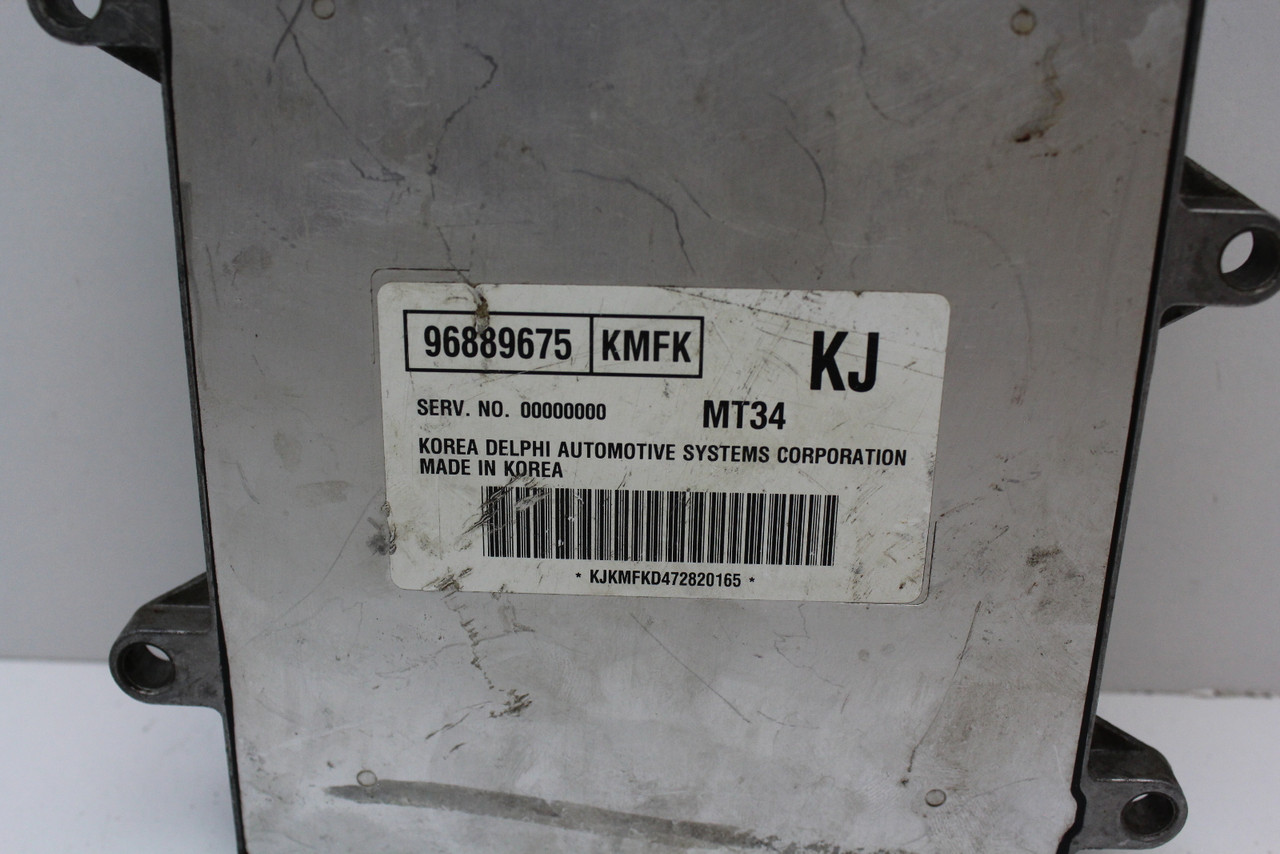 96889675 KMFK KJ
SERV. NO. 00000000 MT34
KOREA DELPHI AUTOMOTIVE SYSTEMS CORPORATION
MADE IN KOREA
* KJKMFKD472820165 *